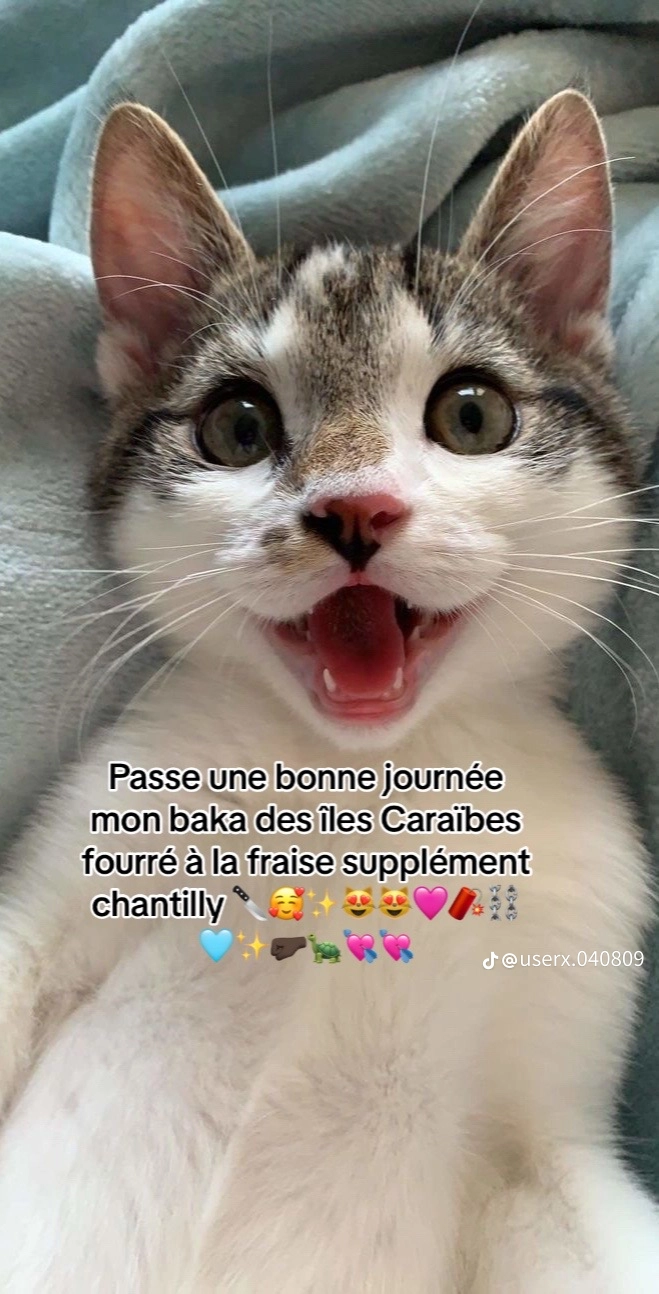 Passe une bonne journée
mon baka des îles Caraïbes
fourré à la fraise supplément
chantilly 🔪🥰✨😻😻🩷🧨⛓️
🩵✨🤛🏿🐢💘💘
@userx.040809